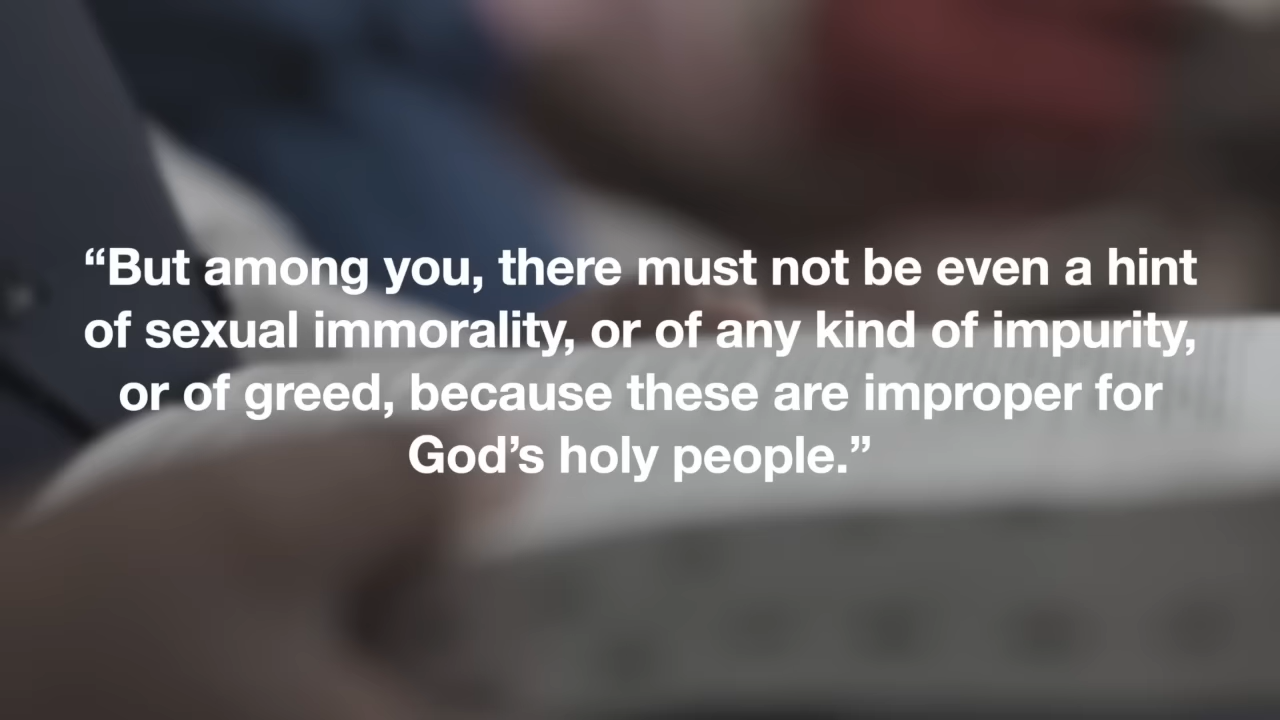 “But among you, there must not be even a hint
of sexual immorality, or of any kind of impurity,
or of greed, because these are improper for
God’s holy people.”